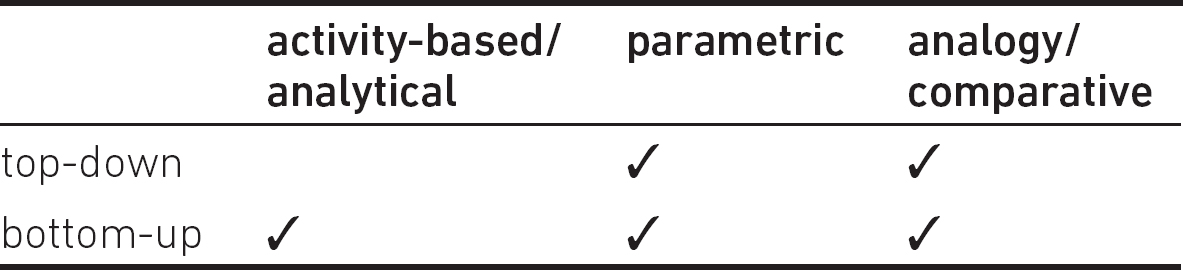 activity-based/ parametric analogy/
analytical comparative
top-down ✓ ✓
bottom-up ✓ ✓ ✓